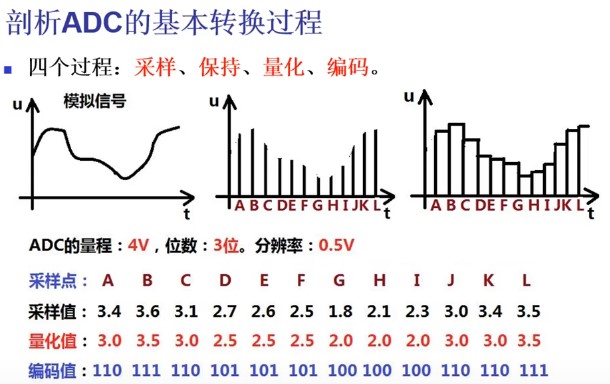 剖析ADC的基本转换过程
四个过程：采样、保持、量化、编码。
u 模拟信号 t
u A B C D E F G H I J K L t
u A B C D E F G H I J K L t
ADC的量程：4V，位数：3位。分辨率：0.5V
采样点： A B C D E F G H I J K L
采样值：3.4 3.6 3.1 2.7 2.6 2.5 1.8 2.1 2.3 3.0 3.4 3.5
量化值：3.0 3.5 3.0 2.5 2.5 2.5 2.0 2.0 2.0 3.0 3.0 3.5
编码值：110 111 110 101 101 101 100 100 100 110 110 111